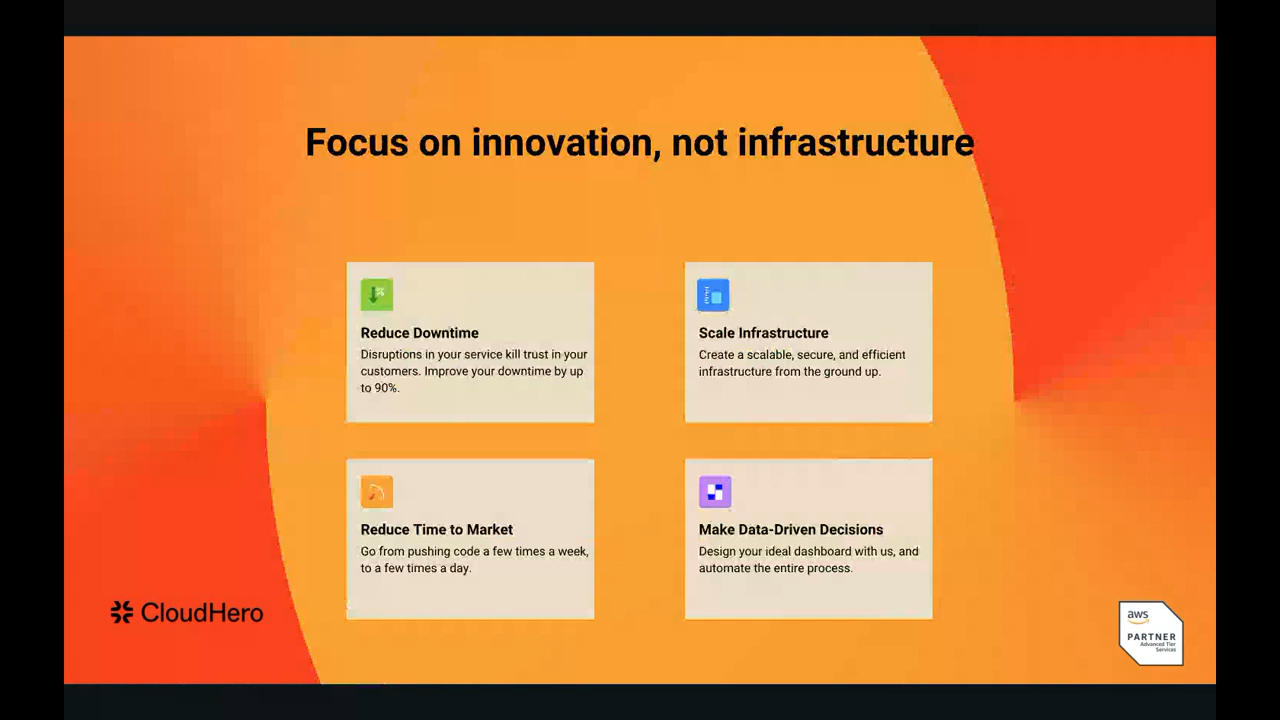 Focus on innovation, not infrastructure
Reduce Downtime
Disruptions in your service kill trust in your
customers. Improve your downtime by up
to 90%.
Scale Infrastructure
Create a scalable, secure, and efficient
infrastructure from the ground up.
Reduce Time to Market
Go from pushing code a few times a week,
to a few times a day.
Make Data-Driven Decisions
Design your ideal dashboard with us, and
automate the entire process.
CloudHero
aws
PARTNER
Advanced Tier
Services